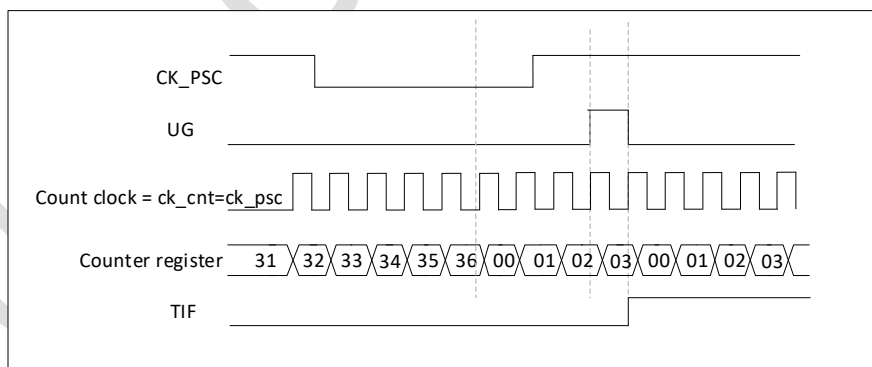 CK_PSC
UG
Count clock = ck_cnt=ck_psc
Counter register 31 32 33 34 35 36 00 01 02 03 00 01 02 03
TIF